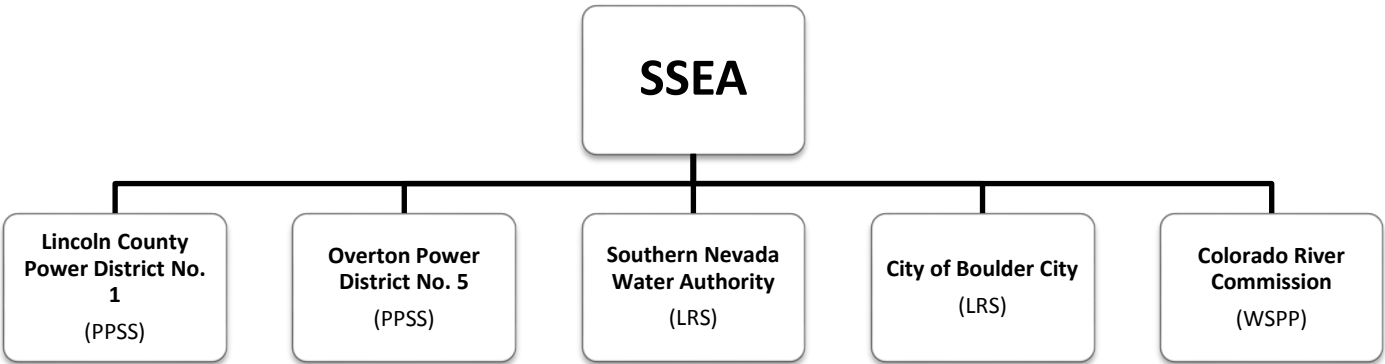 SSEA
Lincoln County
Power District No.
1
(PPSS)
Overton Power
District No. 5
(PPSS)
Southern Nevada
Water Authority
(LRS)
City of Boulder City
(LRS)
Colorado River
Commission
(WSPP)